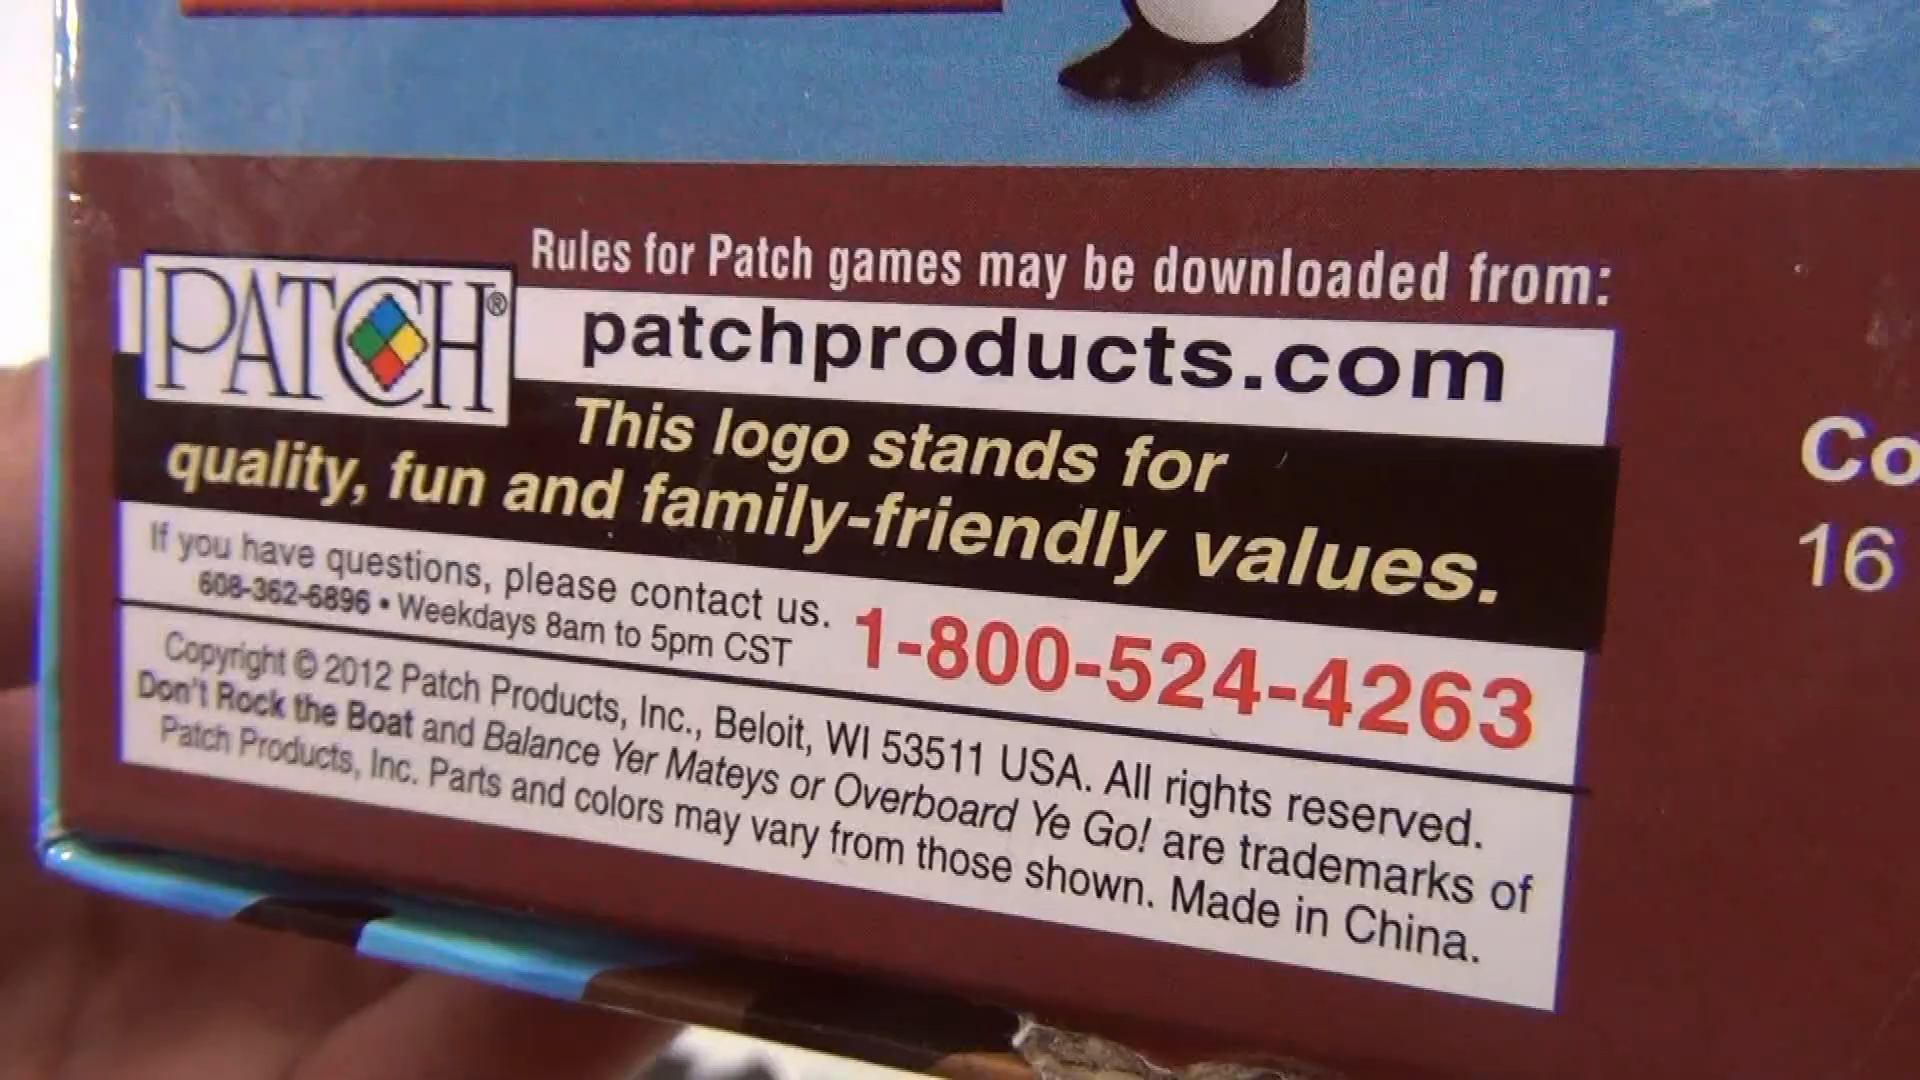 Rules for Patch games may be downloaded from:
PATCH®
patchproducts.com
This logo stands for
quality, fun and family-friendly values.
If you have questions, please contact us.
608-362-6896 • Weekdays 8am to 5pm CST
1-800-524-4263
Copyright © 2012 Patch Products, Inc., Beloit, WI 53511 USA. All rights reserved.
Don't Rock the Boat and Balance Yer Mateys or Overboard Ye Go! are trademarks of
Patch Products, Inc. Parts and colors may vary from those shown. Made in China.
Co
16